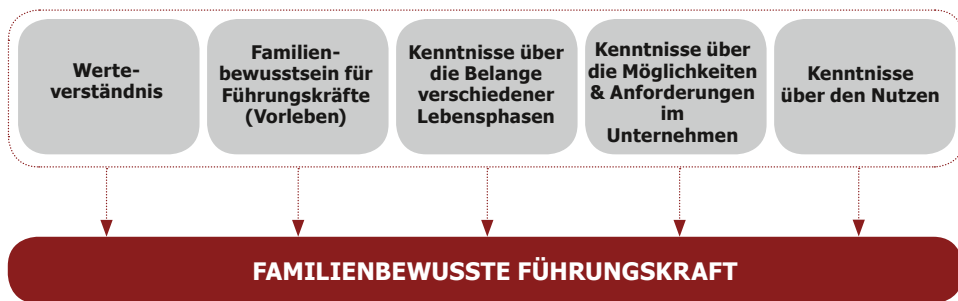 Werte-
verständnis
Familien-
bewusstsein für
Führungskräfte
(Vorleben)
Kenntnisse über
die Belange
verschiedener
Lebensphasen
Kenntnisse über
die Möglichkeiten
& Anforderungen
im
Unternehmen
Kenntnisse
über den Nutzen
FAMILIENBEWUSSTE FÜHRUNGSKRAFT